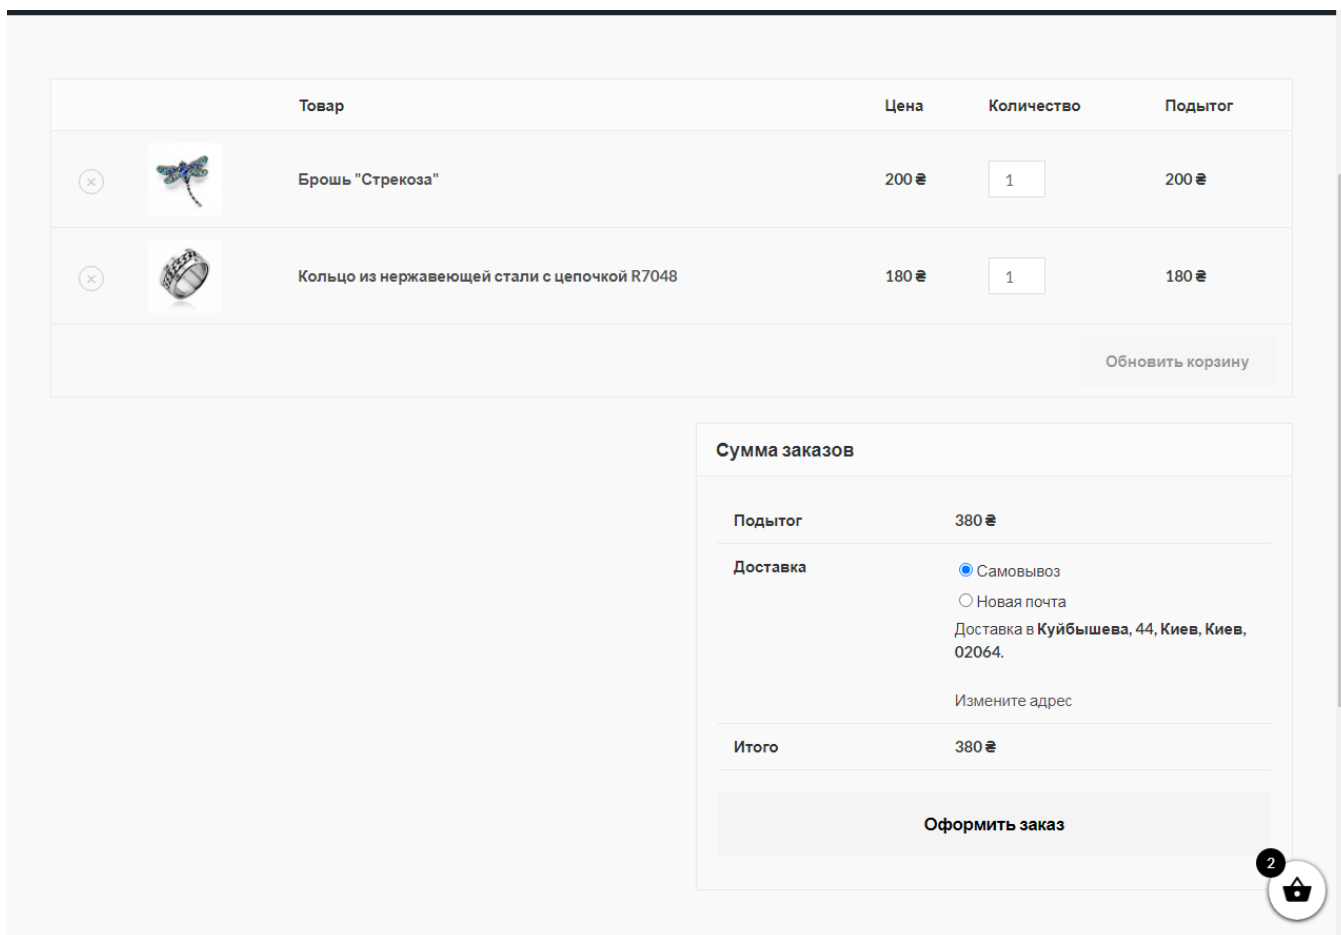 Товар Цена Количество Подытог
Брошь "Стрекоза" 200 ₴ 1 200 ₴
Кольцо из нержавеющей стали с цепочкой R7048 180 ₴ 1 180 ₴
Обновить корзину
Сумма заказов
Подытог 380 ₴
Доставка Самовывоз
Новая почта
Доставка в Куйбышева, 44, Киев, Киев,
02064.
Измените адрес
Итого 380 ₴
Оформить заказ
2